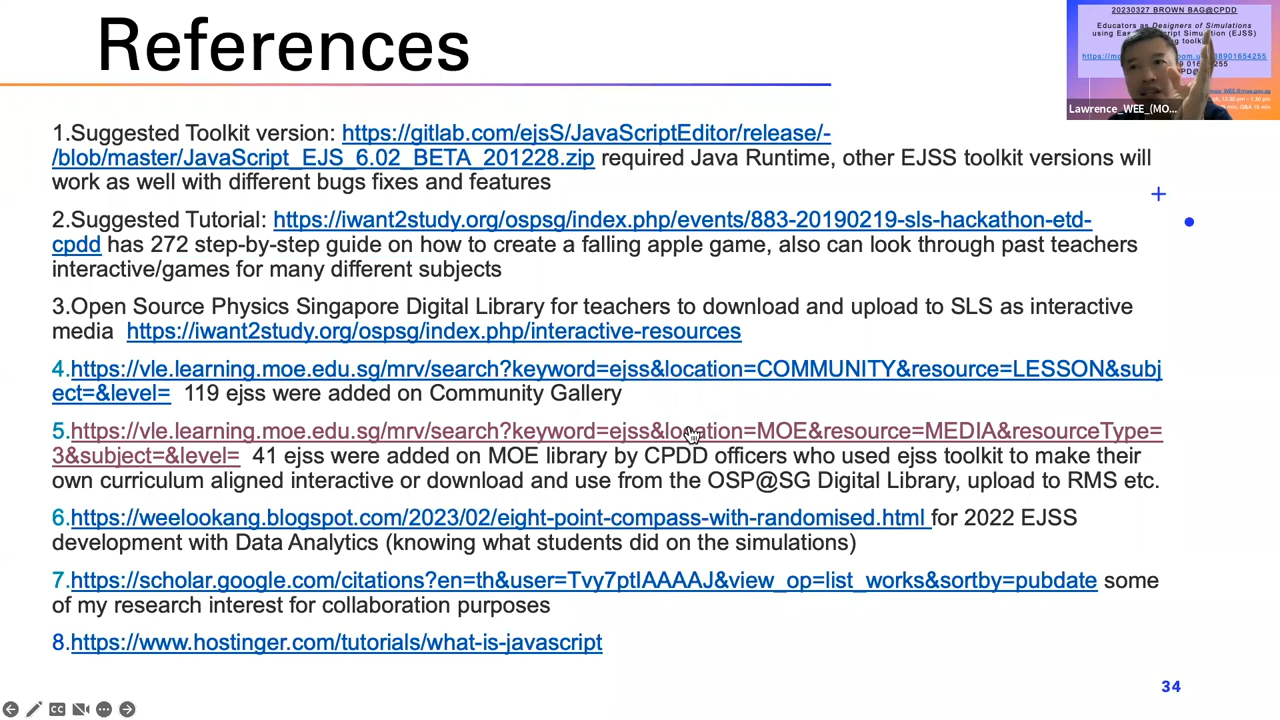 References
20230327 BROWN BAG@CPDD
Educators as Designers of Simulations
Lawrence_WEE_(MO...
1.Suggested Toolkit version: https://gitlab.com/ejsS/JavaScriptEditor/release/-
/blob/master/JavaScript_EJS_6.02_BETA_201228.zip required Java Runtime, other EJSS toolkit versions will
work as well with different bugs fixes and features
2.Suggested Tutorial: https://iwant2study.org/ospsg/index.php/events/883-20190219-sls-hackathon-etd-
cpdd has 272 step-by-step guide on how to create a falling apple game, also can look through past teachers
interactive/games for many different subjects
3.Open Source Physics Singapore Digital Library for teachers to download and upload to SLS as interactive
media https://iwant2study.org/ospsg/index.php/interactive-resources
4.https://vle.learning.moe.edu.sg/mrv/search?keyword=ejss&location=COMMUNITY&resource=LESSON&subj
ect=&level= 119 ejss were added on Community Gallery
5.https://vle.learning.moe.edu.sg/mrv/search?keyword=ejss&location=MOE&resource=MEDIA&resourceType=
3&subject=&level= 41 ejss were added on MOE library by CPDD officers who used ejss toolkit to make their
own curriculum aligned interactive or download and use from the OSP@SG Digital Library, upload to RMS etc.
6.https://weelookang.blogspot.com/2023/02/eight-point-compass-with-randomised.html for 2022 EJSS
development with Data Analytics (knowing what students did on the simulations)
7.https://scholar.google.com/citations?en=th&user=Tvy7ptIAAAAJ&view_op=list_works&sortby=pubdate some
of my research interest for collaboration purposes
8.https://www.hostinger.com/tutorials/what-is-javascript
34